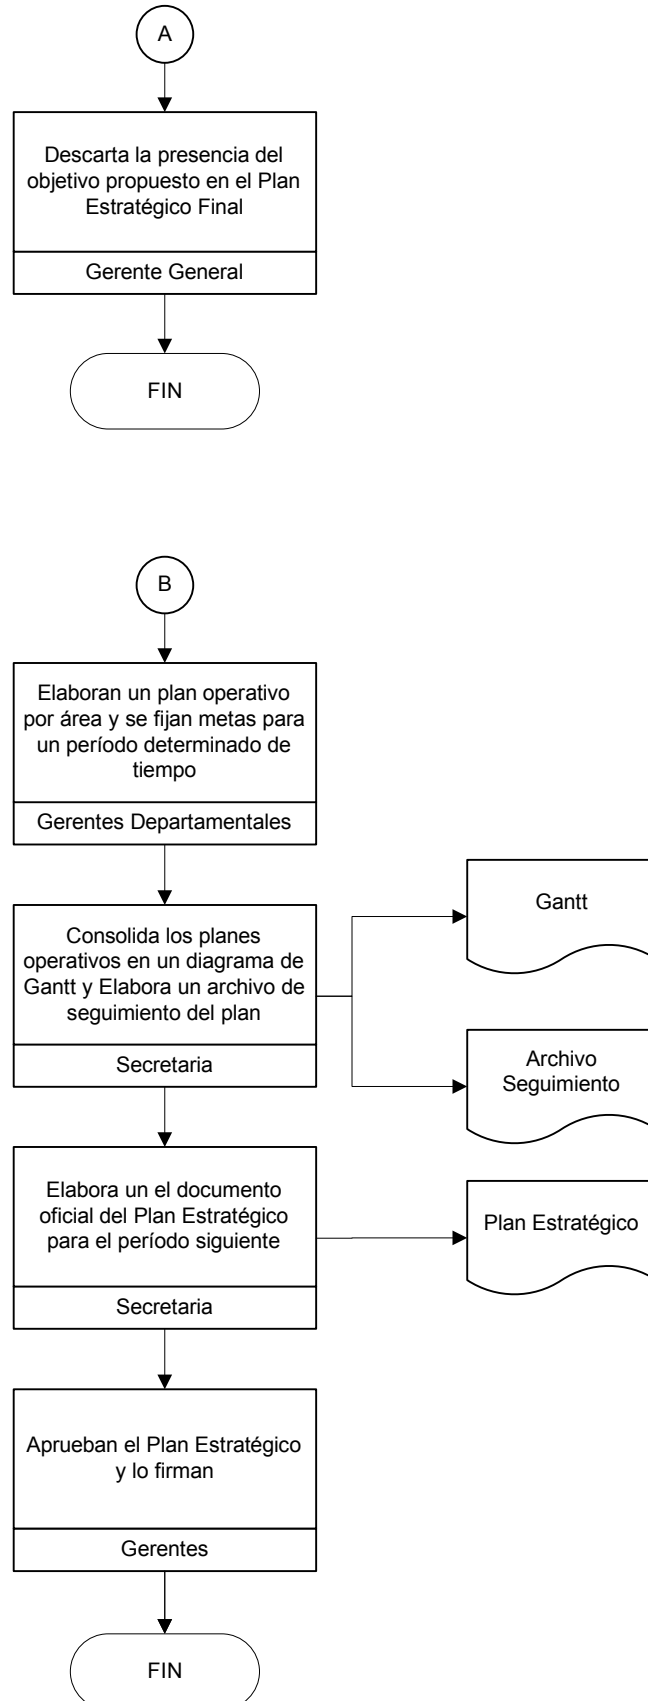 A
Descarta la presencia del
objetivo propuesto en el Plan
Estratégico Final
Gerente General
FIN
B
Elaboran un plan operativo
por área y se fijan metas para
un período determinado de
tiempo
Gerentes Departamentales
Consolida los planes
operativos en un diagrama de
Gantt y Elabora un archivo de
seguimiento del plan
Secretaria
Gantt
Archivo
Seguimiento
Elabora un el documento
oficial del Plan Estratégico
para el período siguiente
Secretaria
Plan Estratégico
Aprueban el Plan Estratégico
y lo firman
Gerentes
FIN